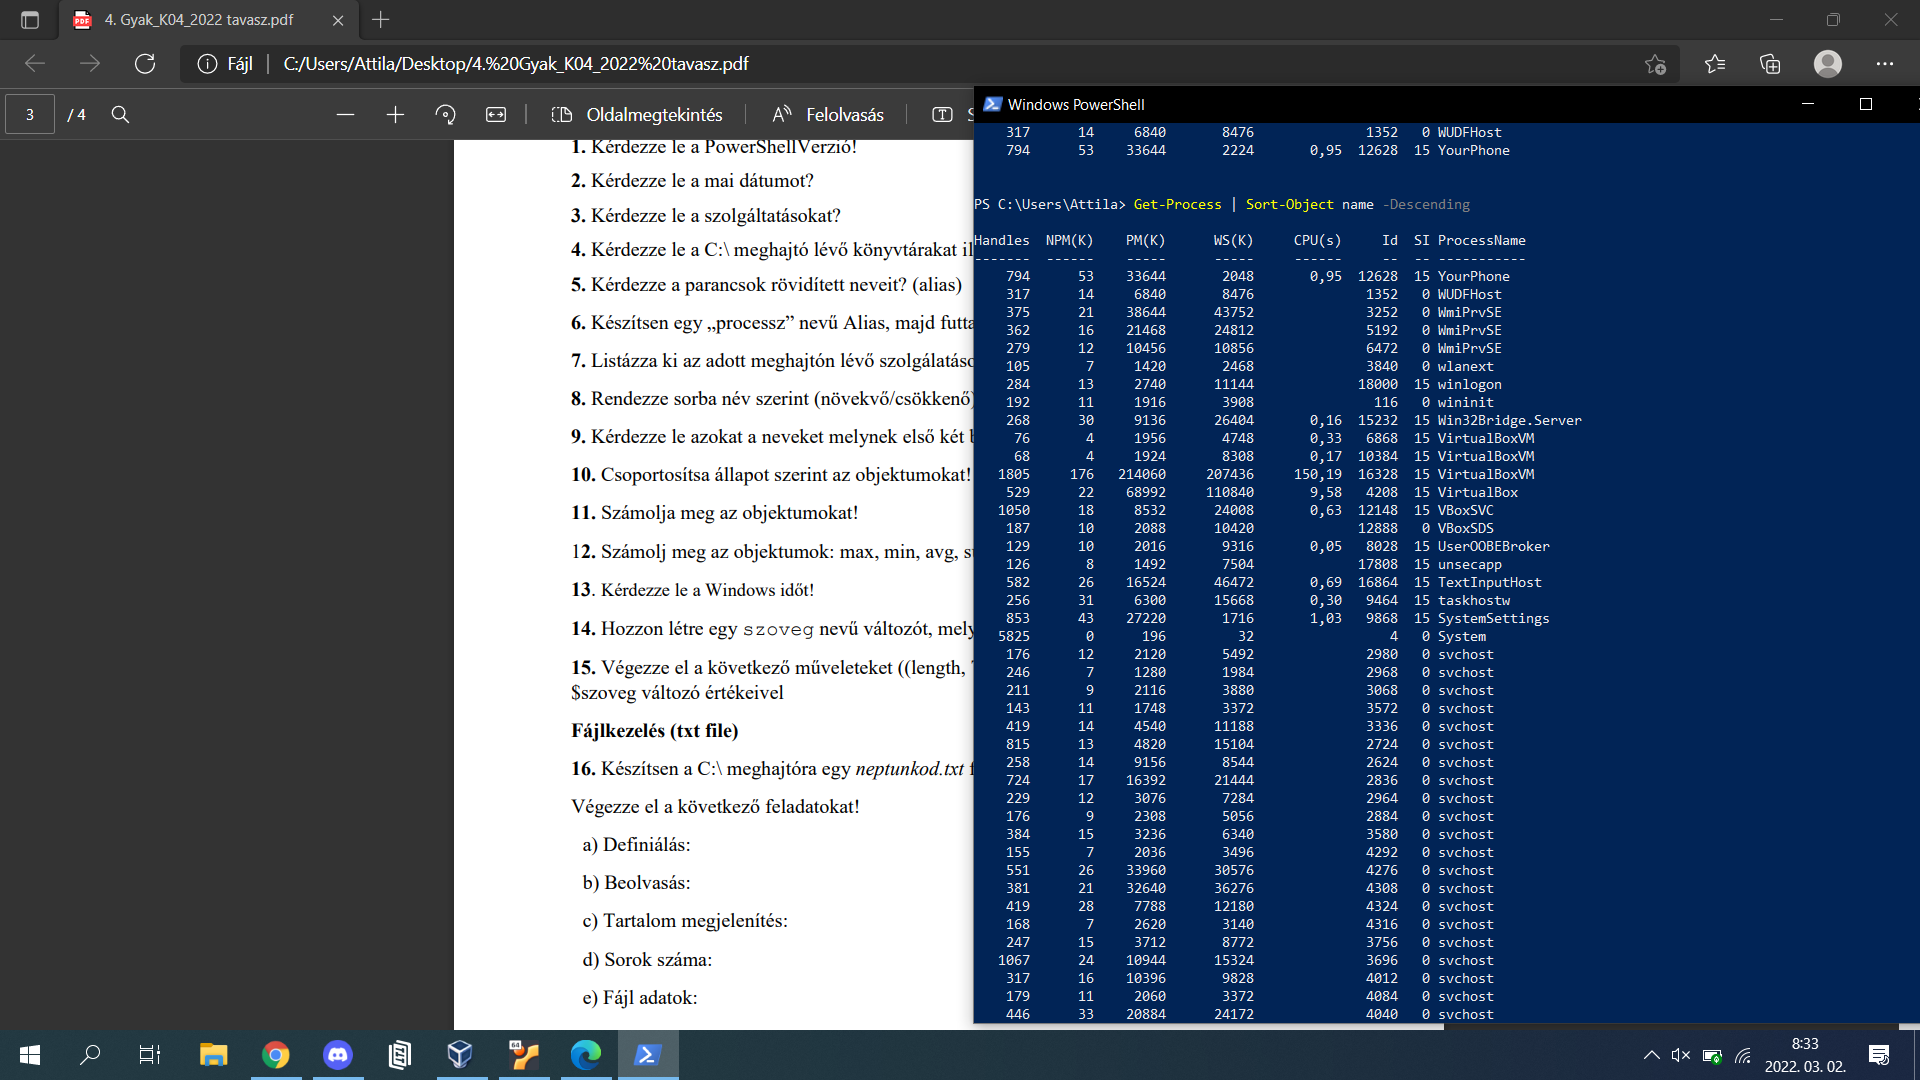 4. Gyak_K04_2022 tavasz.pdf
Fájl
C:/Users/Attila/Desktop/4.%20Gyak_K04_2022%20tavasz.pdf
3 / 4
Oldalmegtekintés
Felolvasás
1. Kérdezze le a PowerShellVerzió!
2. Kérdezze le a mai dátumot?
3. Kérdezze le a szolgáltatásokat?
4. Kérdezze le a C:\ meghajtó lévő könyvtárakat il
5. Kérdezze a parancsok rövidített neveit? (alias)
6. Készítsen egy „processz” nevű Alias, majd futta
7. Listázza ki az adott meghajtón lévő szolgálatáso
8. Rendezze sorba név szerint (növekvő/csökkenő)
9. Kérdezze le azokat a neveket melynek első két b
10. Csoportosítsa állapot szerint az objektumokat!
11. Számolja meg az objektumokat!
12. Számolj meg az objektumok: max, min, avg, s
13. Kérdezze le a Windows időt!
14. Hozzon létre egy szoveg nevű változót, mely
15. Végezze el a következő műveleteket ((length,
$szoveg változó értékeivel
Fájlkezelés (txt file)
16. Készítsen a C:\ meghajtóra egy neptunkod.txt f
Végezze el a következő feladatokat!
a) Definiálás:
b) Beolvasás:
c) Tartalom megjelenítés:
d) Sorok száma:
e) Fájl adatok:
Windows PowerShell
317 14 6840 8476 1352 0 WUDFHost
794 53 33644 2224 0,95 12628 15 YourPhone
PS C:\Users\Attila> Get-Process | Sort-Object name -Descending
Handles NPM(K) PM(K) WS(K) CPU(s) Id SI ProcessName
------- ------ ----- ----- ------ -- -- -----------
794 53 33644 2048 0,95 12628 15 YourPhone
317 14 6840 8476 1352 0 WUDFHost
375 21 38644 43752 3252 0 WmiPrvSE
362 16 21468 24812 5192 0 WmiPrvSE
279 12 10456 10856 6472 0 WmiPrvSE
105 7 1420 2468 3840 0 wlanext
284 13 2740 11144 18000 15 winlogon
192 11 1916 3908 116 0 wininit
268 30 9136 26404 0,16 15232 15 Win32Bridge.Server
76 4 1956 4748 0,33 6868 15 VirtualBoxVM
68 4 1924 8308 0,17 10384 15 VirtualBoxVM
1805 176 214060 207436 150,19 16328 15 VirtualBoxVM
529 22 68992 110840 9,58 4208 15 VirtualBox
1050 18 8532 24008 0,63 12148 15 VBoxSVC
187 10 2088 10420 12888 0 VBoxSDS
129 10 2016 9316 0,05 8028 15 UserOOBEBroker
126 8 1492 7504 17808 15 unsecapp
582 26 16524 46472 0,69 16864 15 TextInputHost
256 31 6300 15668 0,30 9464 15 taskhostw
853 43 27220 1716 1,03 9868 15 SystemSettings
5825 0 196 32 4 0 System
176 12 2120 5492 2980 0 svchost
246 7 1280 1984 2968 0 svchost
211 9 2116 3880 3068 0 svchost
143 11 1748 3372 3572 0 svchost
419 14 4540 11188 3336 0 svchost
815 13 4820 15104 2724 0 svchost
258 14 9156 8544 2624 0 svchost
724 17 16392 21444 2836 0 svchost
229 12 3076 7284 2964 0 svchost
176 9 2308 5056 2884 0 svchost
384 15 3236 6340 3580 0 svchost
155 7 2036 3496 4292 0 svchost
551 26 33960 30576 4276 0 svchost
381 21 32640 36276 4308 0 svchost
419 28 7788 12180 4324 0 svchost
168 7 2620 3140 4316 0 svchost
247 15 3712 8772 3756 0 svchost
1067 24 10944 15324 3696 0 svchost
317 16 10396 9828 4012 0 svchost
179 11 2060 3372 4084 0 svchost
446 33 20884 24172 4040 0 svchost
8:33
2022. 03. 02.